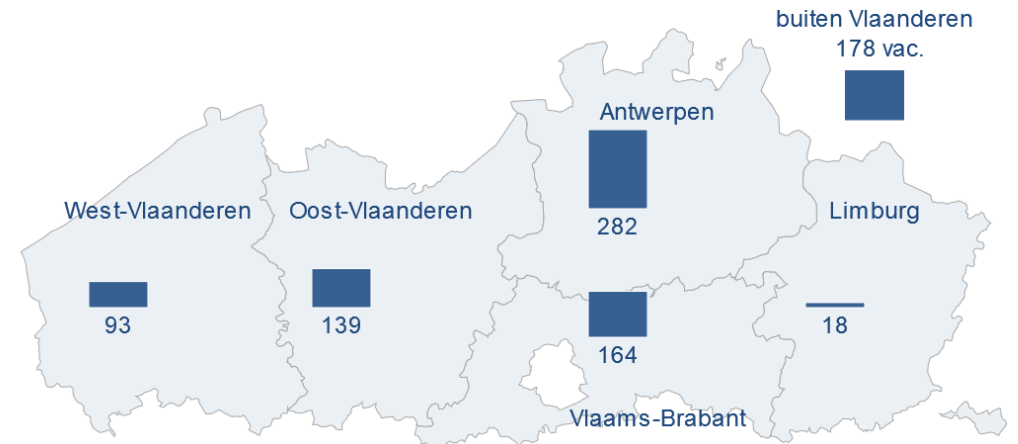 buiten Vlaanderen
178 vac.
Antwerpen
282
West-Vlaanderen
93
Oost-Vlaanderen
139
Limburg
18
164
Vlaams-Brabant